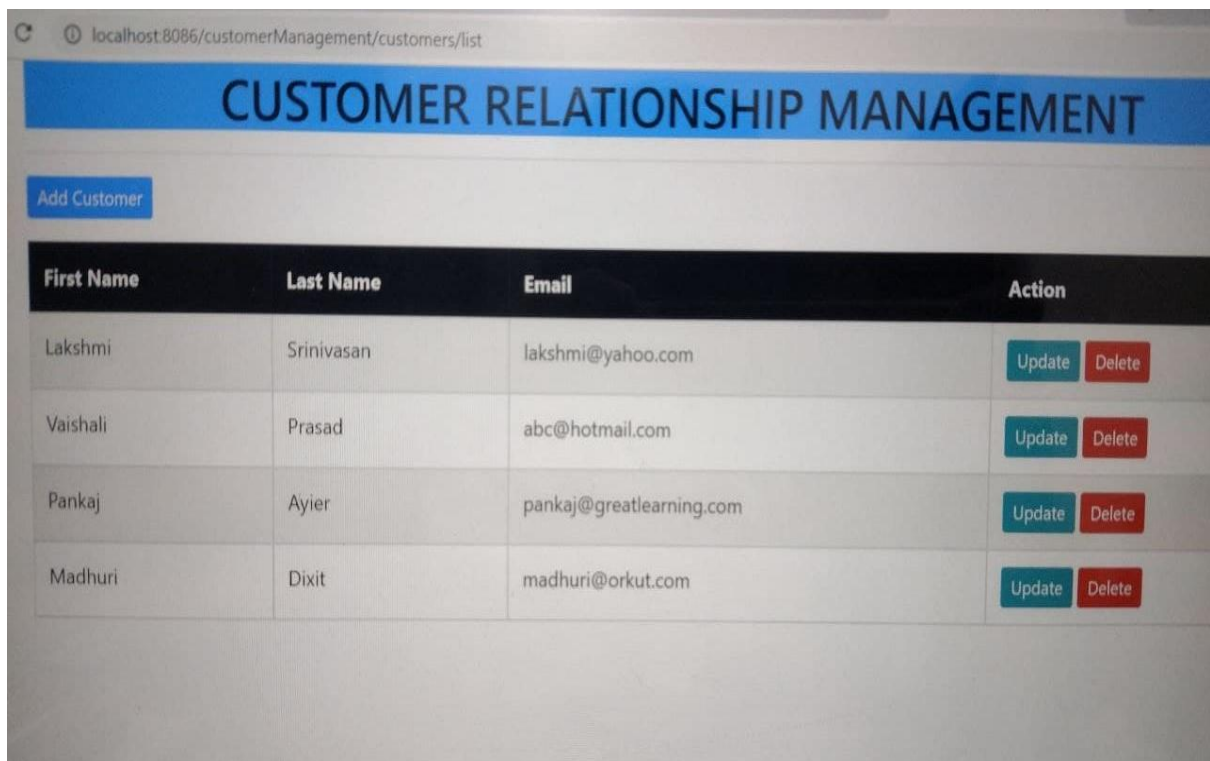 localhost:8086/customerManagement/customers/list
CUSTOMER RELATIONSHIP MANAGEMENT
Add Customer
First Name Last Name Email Action
Lakshmi Srinivasan lakshmi@yahoo.com Update Delete
Vaishali Prasad abc@hotmail.com Update Delete
Pankaj Ayier pankaj@greatlearning.com Update Delete
Madhuri Dixit madhuri@orkut.com Update Delete